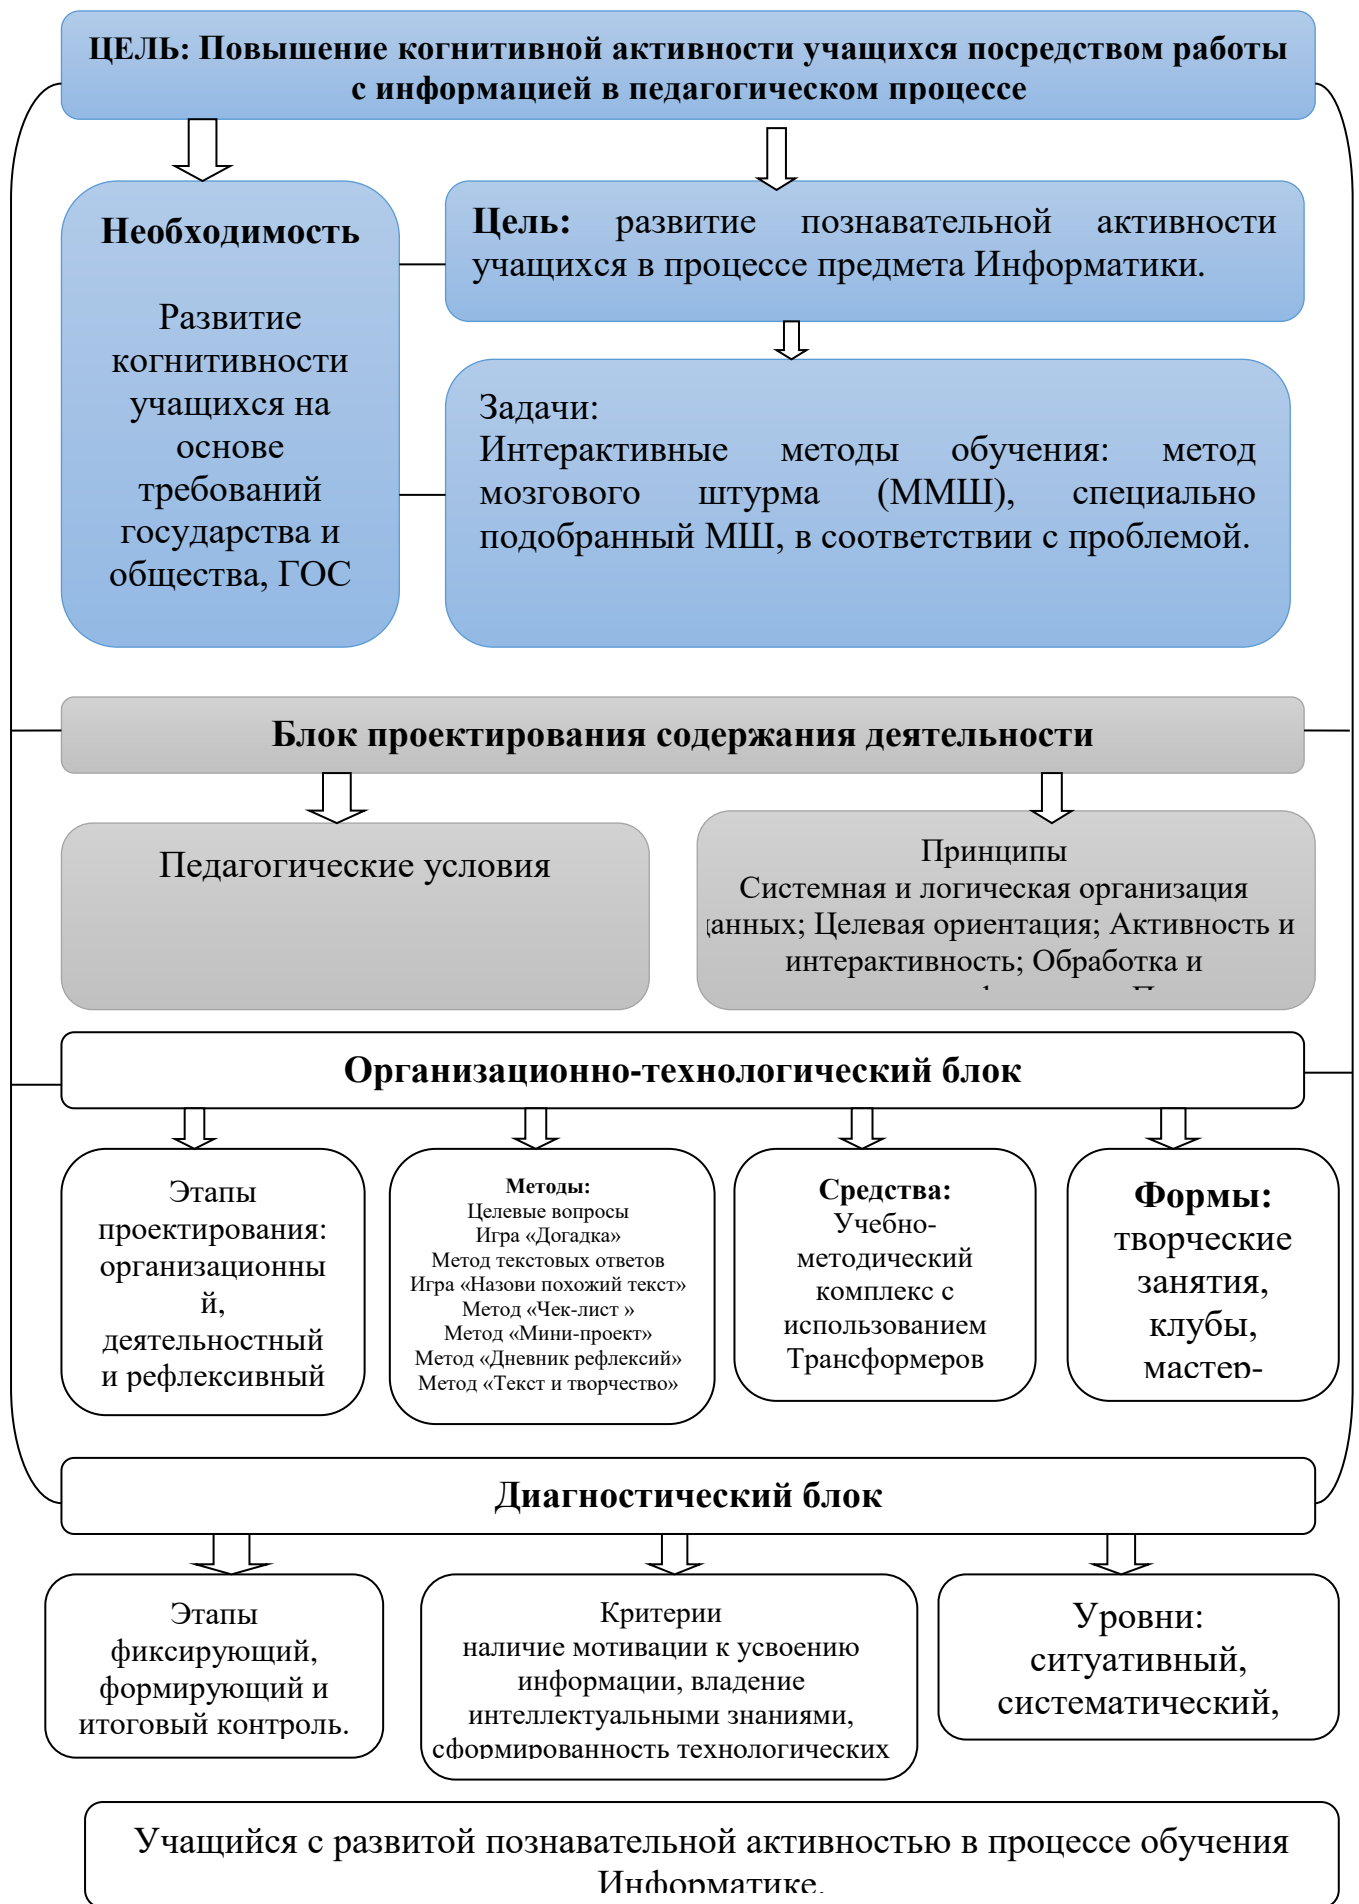 ЦЕЛЬ: Повышение когнитивной активности учащихся посредством работы
с информацией в педагогическом процессе
Необходимость
Развитие
когнитивности
учащихся на
основе
требований
государства и
общества, ГОС
Цель: развитие познавательной активности
учащихся в процессе предмета Информатики.
Задачи:
Интерактивные методы обучения: метод
мозгового штурма (ММШ), специально
подобранный МШ, в соответствии с проблемой.
Блок проектирования содержания деятельности
Педагогические условия
Принципы
Системная и логическая организация
данных; Целевая ориентация; Активность и
интерактивность; Обработка и
Организационно-технологический блок
Этапы
проектирования:
организационны
й,
деятельностный
и рефлексивный
Методы:
Целевые вопросы
Игра «Догадка»
Метод текстовых ответов
Игра «Назови похожий текст»
Метод «Чек-лист »
Метод «Мини-проект»
Метод «Дневник рефлексий»
Метод «Текст и творчество»
Средства:
Учебно-
методический
комплекс с
использованием
Трансформеров
Формы:
творческие
занятия,
клубы,
мастер-
Диагностический блок
Этапы
фиксирующий,
формирующий и
итоговый контроль.
Критерии
наличие мотивации к усвоению
информации, владение
интеллектуальными знаниями,
сформированность технологических
Уровни:
ситуативный,
систематический,
Учащийся с развитой познавательной активностью в процессе обучения
Информатике.